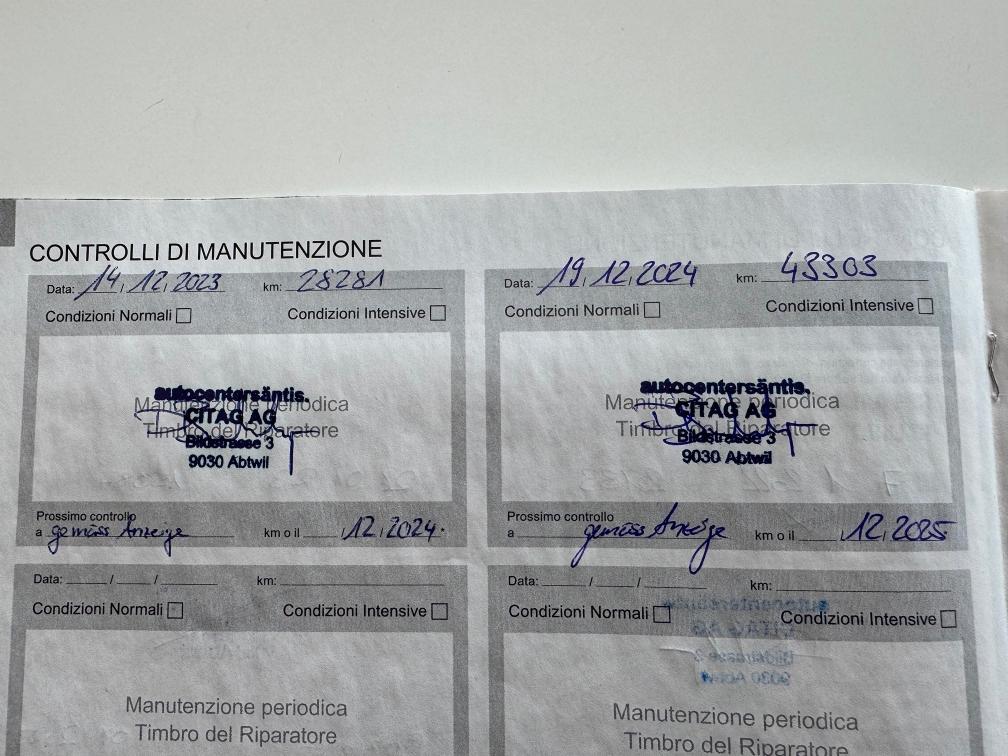 CONTROLLI DI MANUTENZIONE
Data: 14.12.2023 km: 28281
Condizioni Normali Condizioni Intensive
autocentersäntis.
Manutenzione periodica
CITAG AG
Timbro del Riparatore
Bildstrasse 3
9030 Abtwil
Prossimo controllo
a gemäss Anzeige km o il 12.2024.
Data: 19.12.2024 km: 43303
Condizioni Normali Condizioni Intensive
autocentersäntis.
Manutenzione periodica
CITAG AG
Timbro del Riparatore
Bildstrasse 3
9030 Abtwil
Prossimo controllo
a gemäss Anzeige km o il 12.2025.
Data: / / km:
Condizioni Normali Condizioni Intensive
Manutenzione periodica
Timbro del Riparatore
Data: / / km:
Condizioni Normali Condizioni Intensive
Manutenzione periodica
Timbro del Riparatore